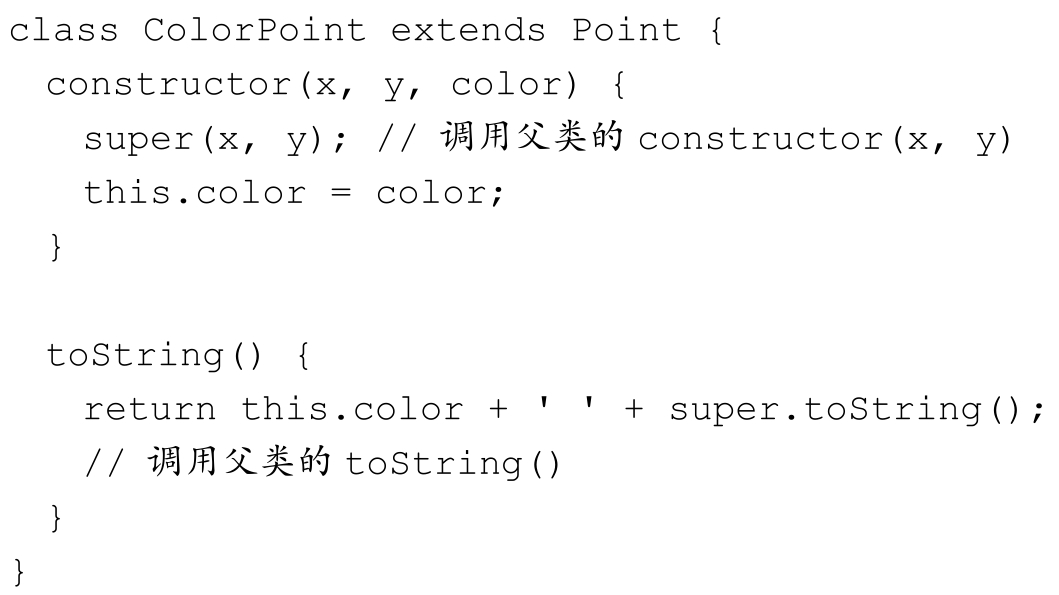 class ColorPoint extends Point {
  constructor(x, y, color) {
    super(x, y); // 调用父类的 constructor(x, y)
    this.color = color;
  }

  toString() {
    return this.color + ' ' + super.toString();
    // 调用父类的 toString()
  }
}